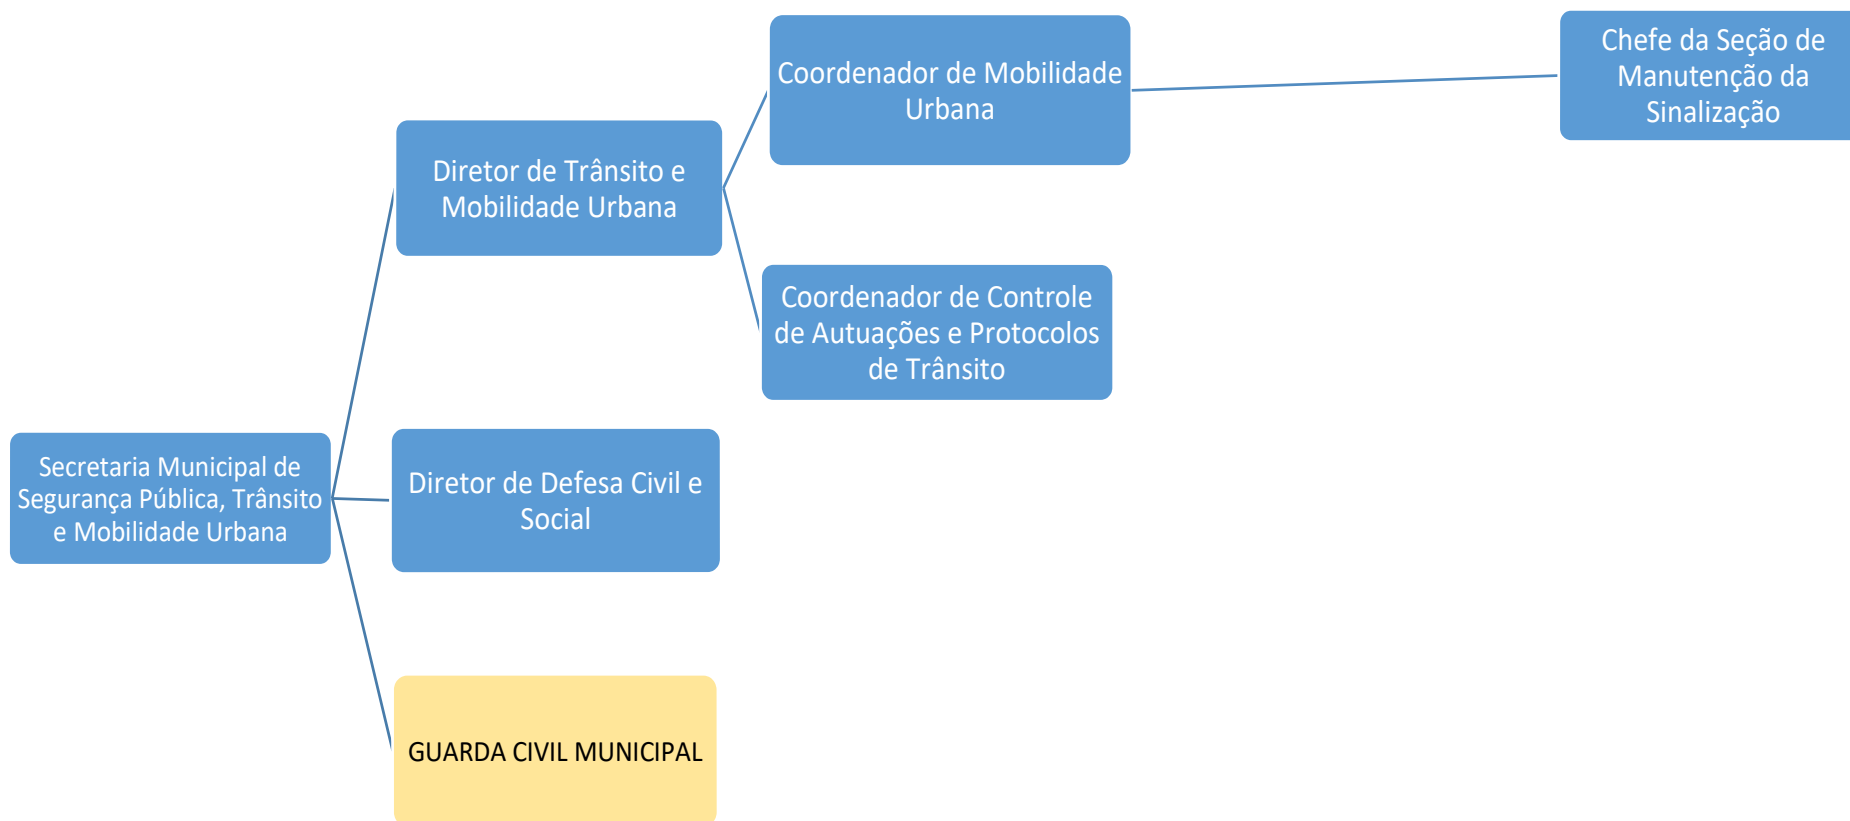 Coordenador de Mobilidade
Urbana
Chefe da Seção de
Manutenção da
Sinalização
Diretor de Trânsito e
Mobilidade Urbana
Coordenador de Controle
de Autuações e Protocolos
de Trânsito
Secretaria Municipal de
Segurança Pública, Trânsito
e Mobilidade Urbana
Diretor de Defesa Civil e
Social
GUARDA CIVIL MUNICIPAL